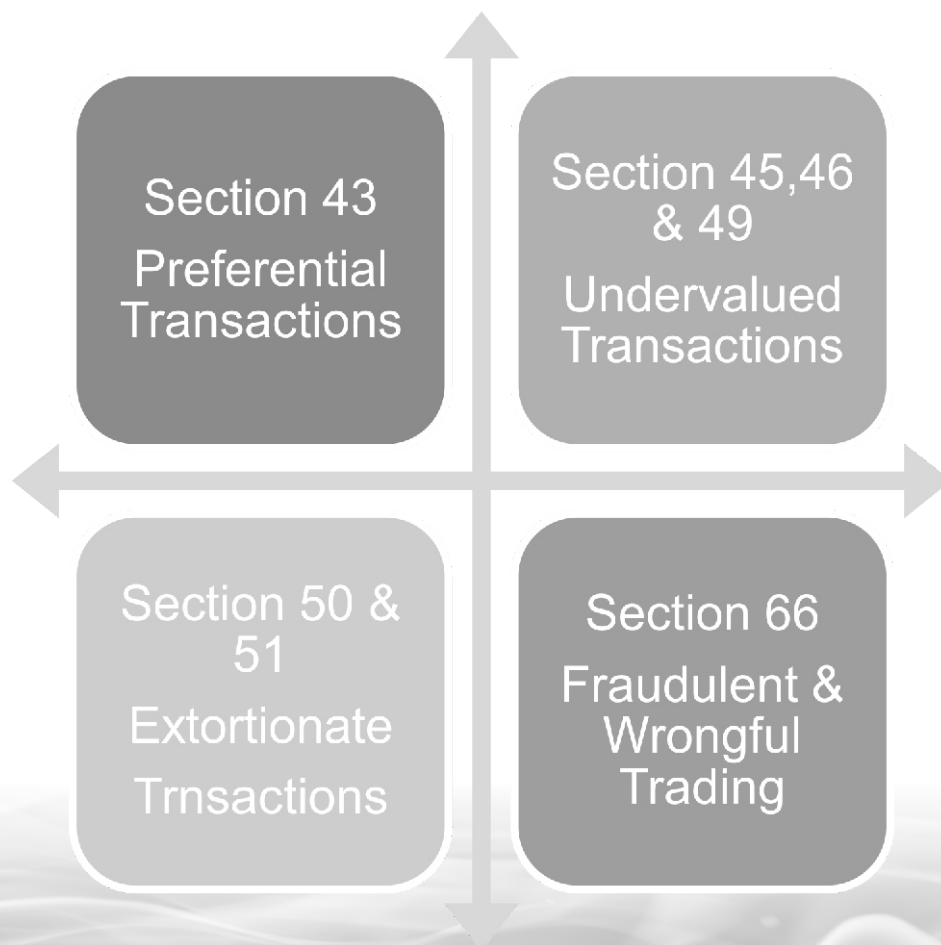 Section 43
Preferential
Transactions
Section 45,46
& 49
Undervalued
Transactions
Section 50 &
51
Extortionate
Trnsactions
Section 66
Fraudulent &
Wrongful
Trading